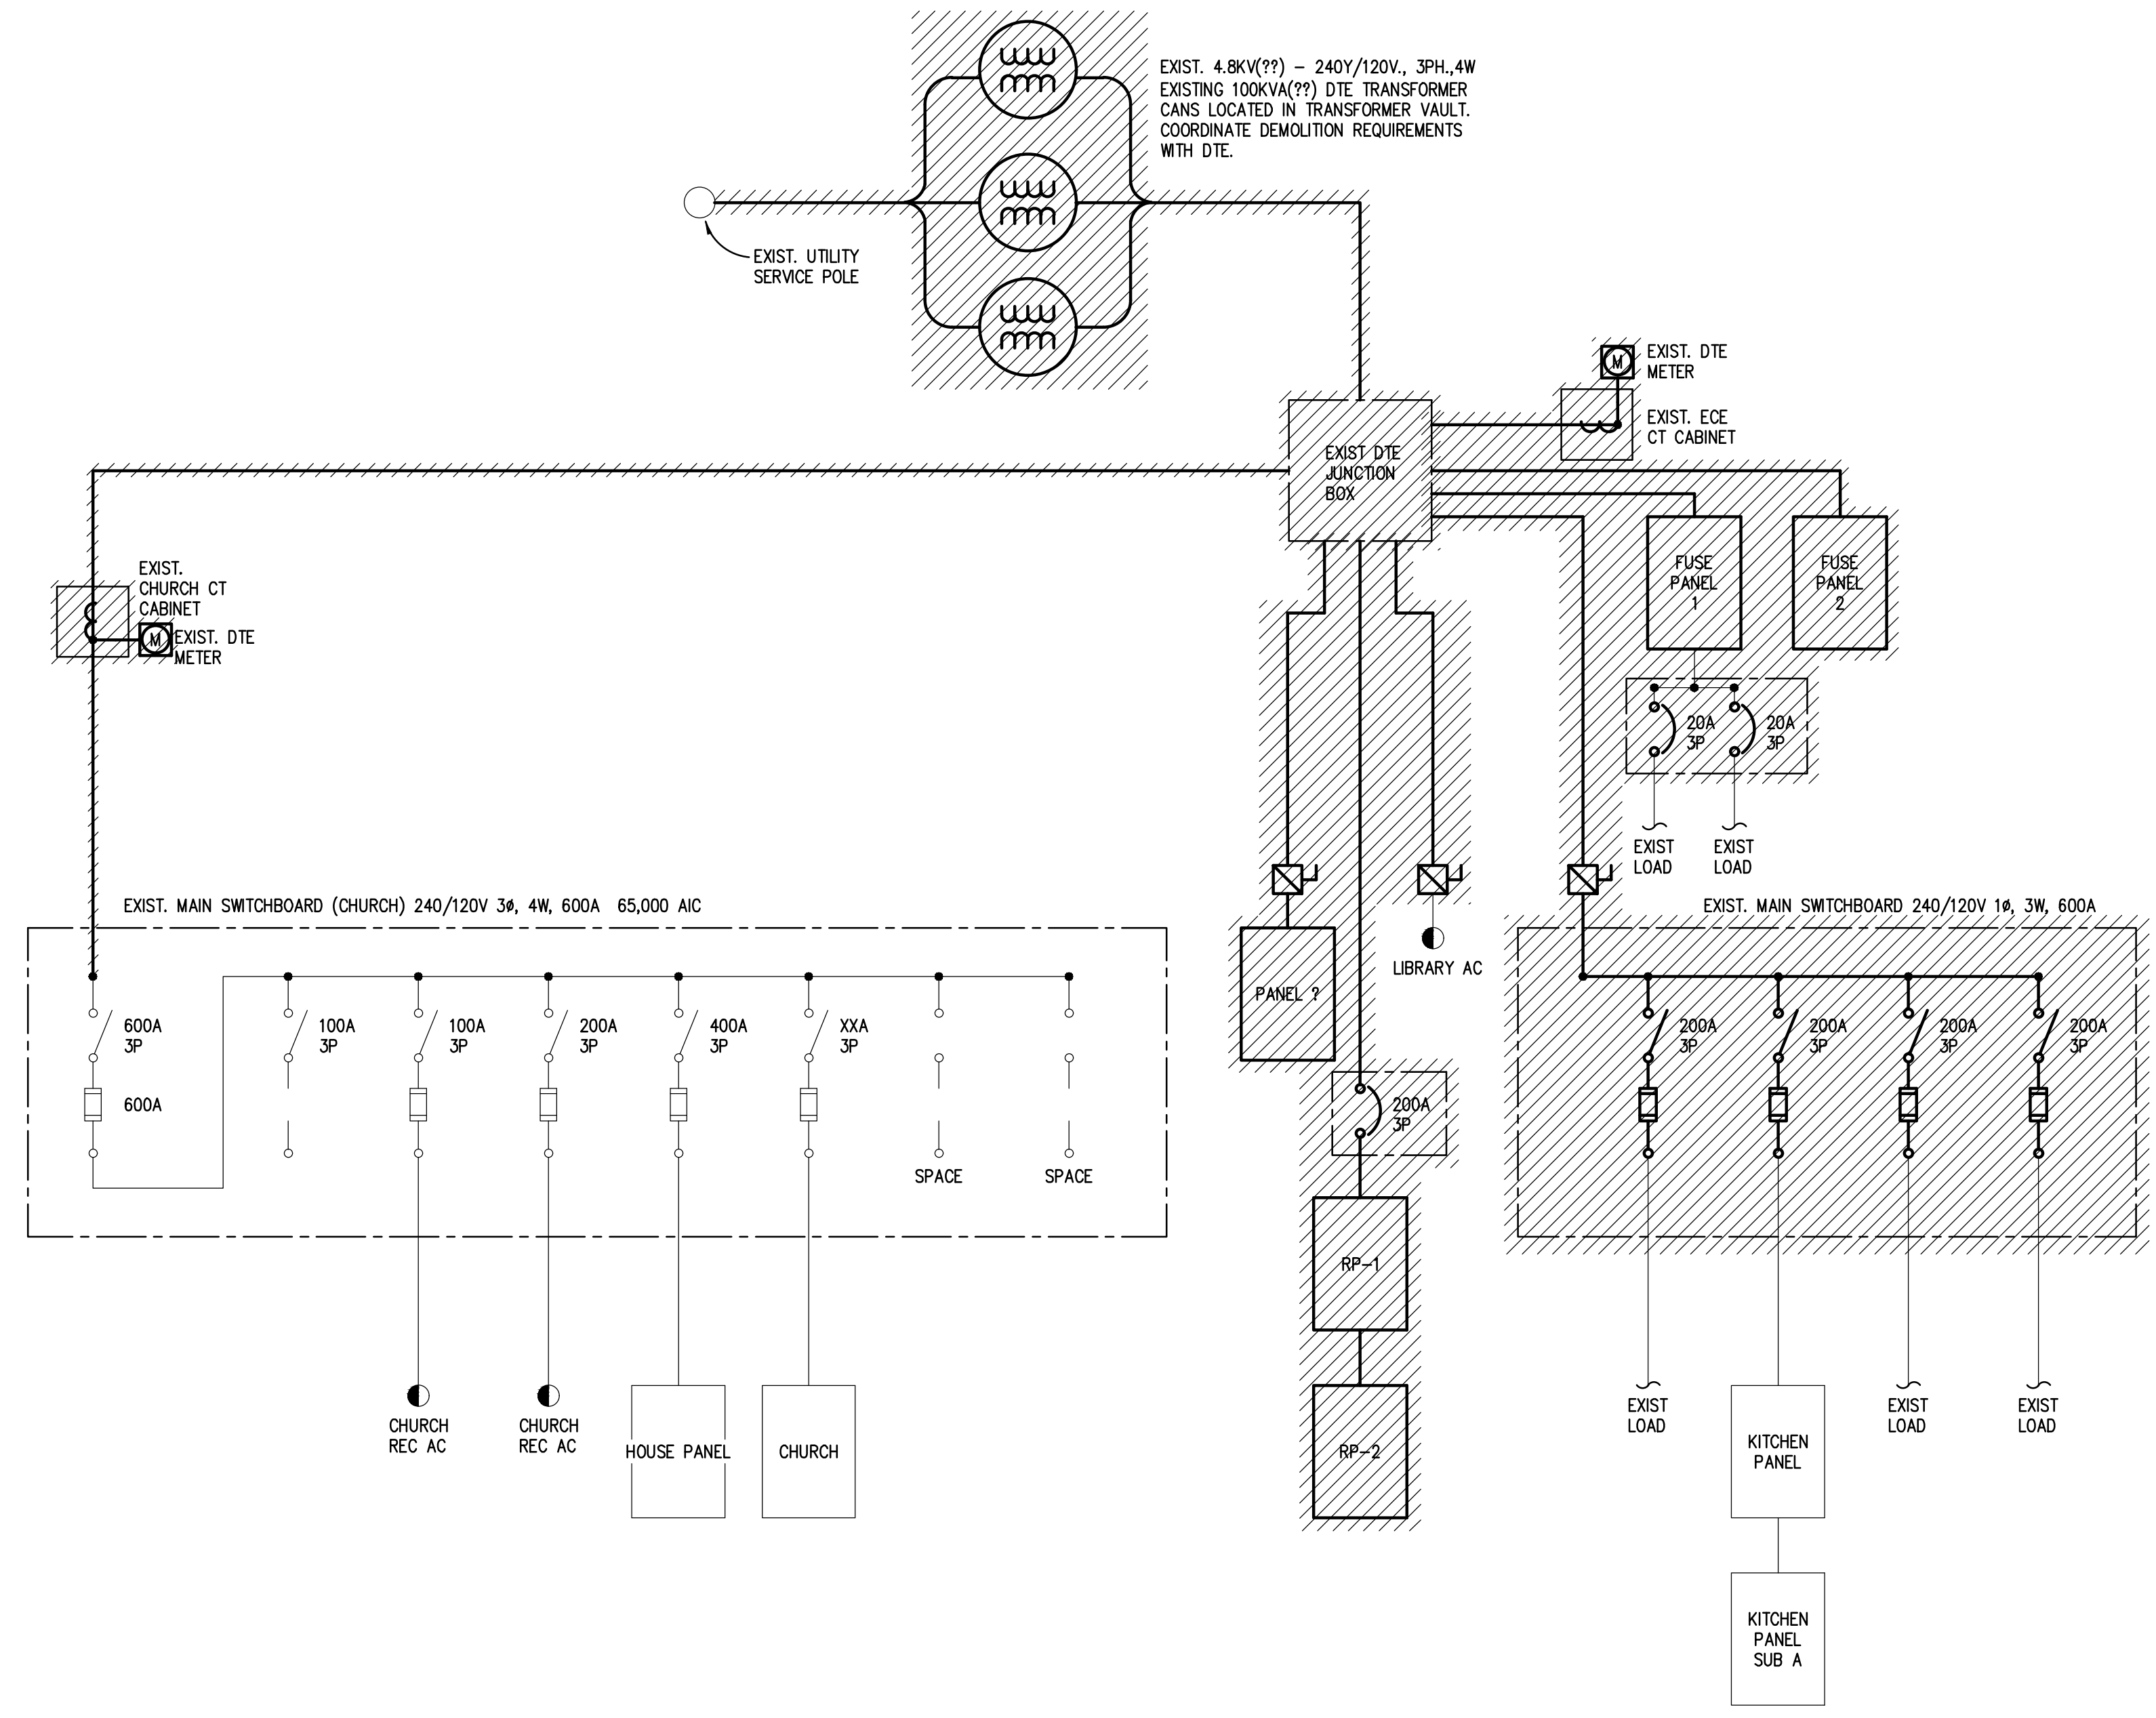 EXIST. 4.8KV(??) – 240Y/120V., 3PH.,4W
EXISTING 100KVA(??) DTE TRANSFORMER
CANS LOCATED IN TRANSFORMER VAULT.
COORDINATE DEMOLITION REQUIREMENTS
WITH DTE.
EXIST. UTILITY
SERVICE POLE
M
EXIST. DTE
METER
EXIST. ECE
CT CABINET
EXIST DTE
JUNCTION
BOX
FUSE
PANEL
1
FUSE
PANEL
2
EXIST.
CHURCH CT
CABINET
M
EXIST. DTE
METER
20A
3P
20A
3P
EXIST
LOAD
EXIST
LOAD
EXIST. MAIN SWITCHBOARD (CHURCH) 240/120V 3ø, 4W, 600A 65,000 AIC
600A
3P
600A
100A
3P
100A
3P
200A
3P
400A
3P
XXA
3P
SPACE
SPACE
CHURCH
REC AC
CHURCH
REC AC
HOUSE PANEL
CHURCH
PANEL ?
LIBRARY AC
200A
3P
RP-1
RP-2
EXIST. MAIN SWITCHBOARD 240/120V 1ø, 3W, 600A
200A
3P
200A
3P
200A
3P
200A
3P
EXIST
LOAD
KITCHEN
PANEL
EXIST
LOAD
EXIST
LOAD
KITCHEN
PANEL
SUB A